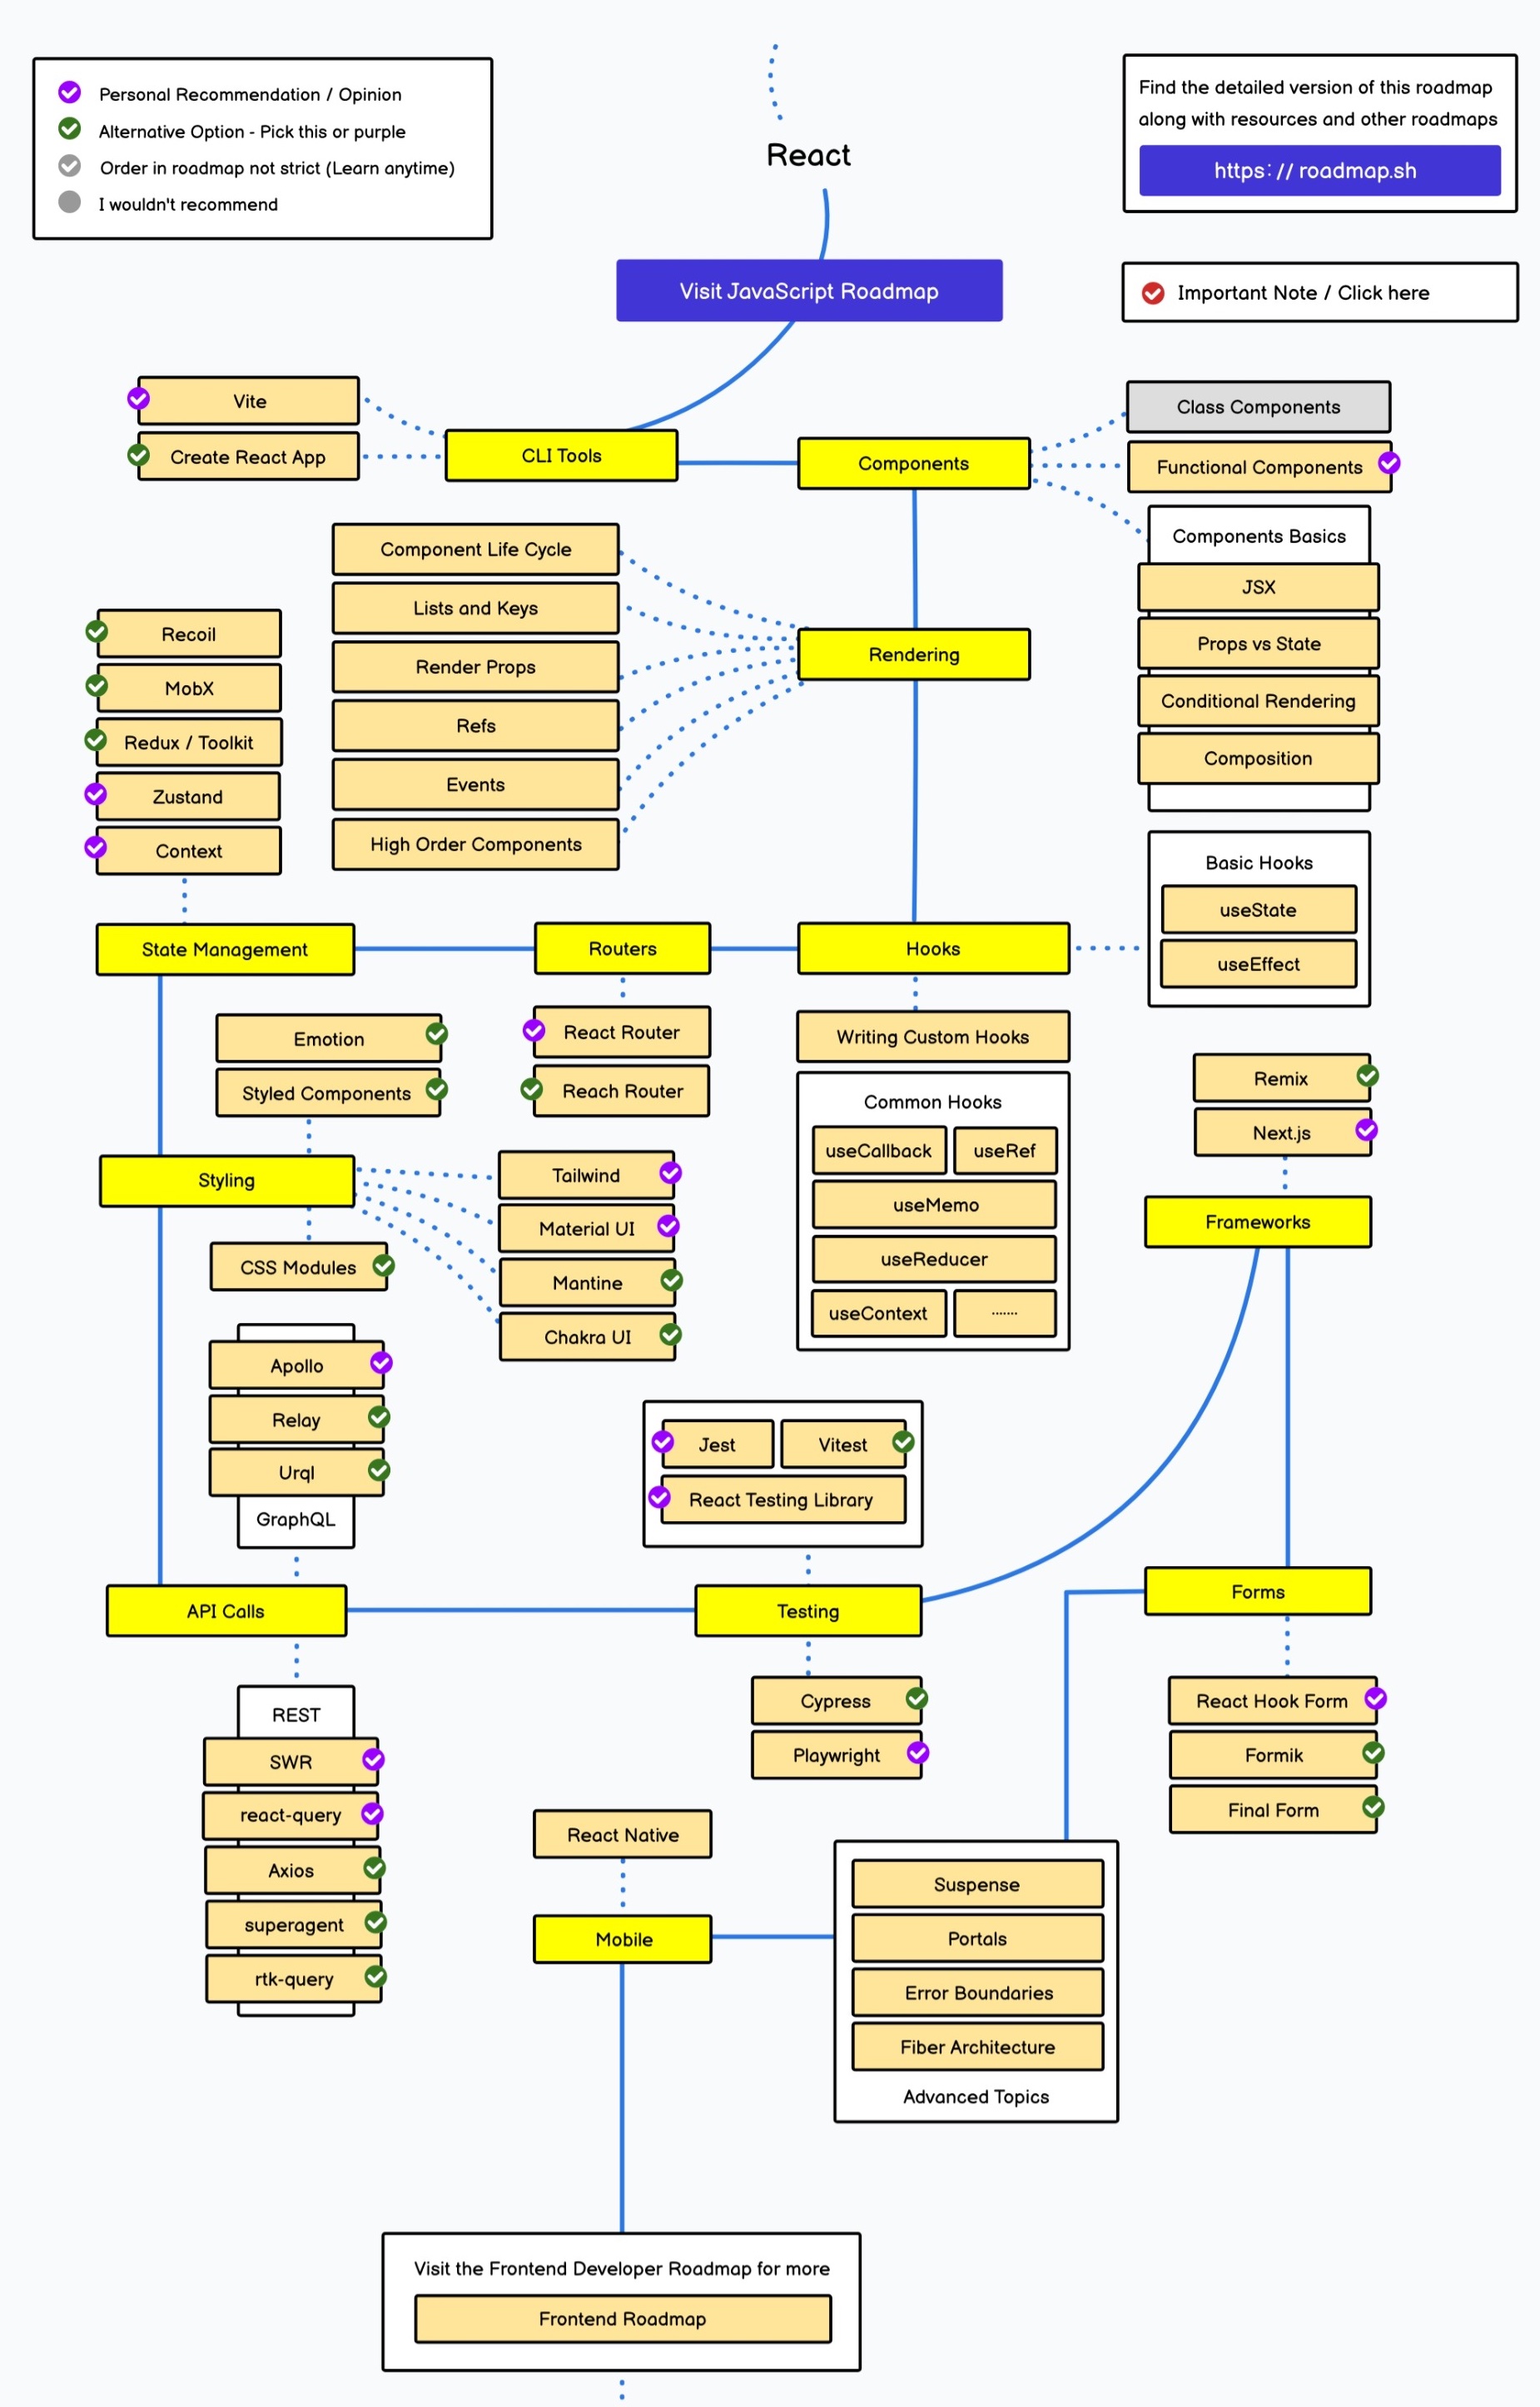 Personal Recommendation / Opinion
Alternative Option - Pick this or purple
Order in roadmap not strict (Learn anytime)
I wouldn't recommend
React
Find the detailed version of this roadmap
along with resources and other roadmaps
https: // roadmap.sh
Visit JavaScript Roadmap
Important Note / Click here
Vite
Create React App
CLI Tools
Components
Class Components
Functional Components
Components Basics
JSX
Props vs State
Conditional Rendering
Composition
Component Life Cycle
Lists and Keys
Render Props
Refs
Events
High Order Components
Rendering
Recoil
MobX
Redux / Toolkit
Zustand
Context
State Management
Routers
Hooks
Basic Hooks
useState
useEffect
React Router
Reach Router
Writing Custom Hooks
Common Hooks
useCallback
useRef
useMemo
useReducer
useContext
.......
Emotion
Styled Components
Styling
CSS Modules
Tailwind
Material UI
Mantine
Chakra UI
Remix
Next.js
Frameworks
Apollo
Relay
Urql
GraphQL
API Calls
Jest
Vitest
React Testing Library
Testing
Forms
REST
SWR
react-query
Axios
superagent
rtk-query
Cypress
Playwright
React Hook Form
Formik
Final Form
React Native
Mobile
Suspense
Portals
Error Boundaries
Fiber Architecture
Advanced Topics
Visit the Frontend Developer Roadmap for more
Frontend Roadmap